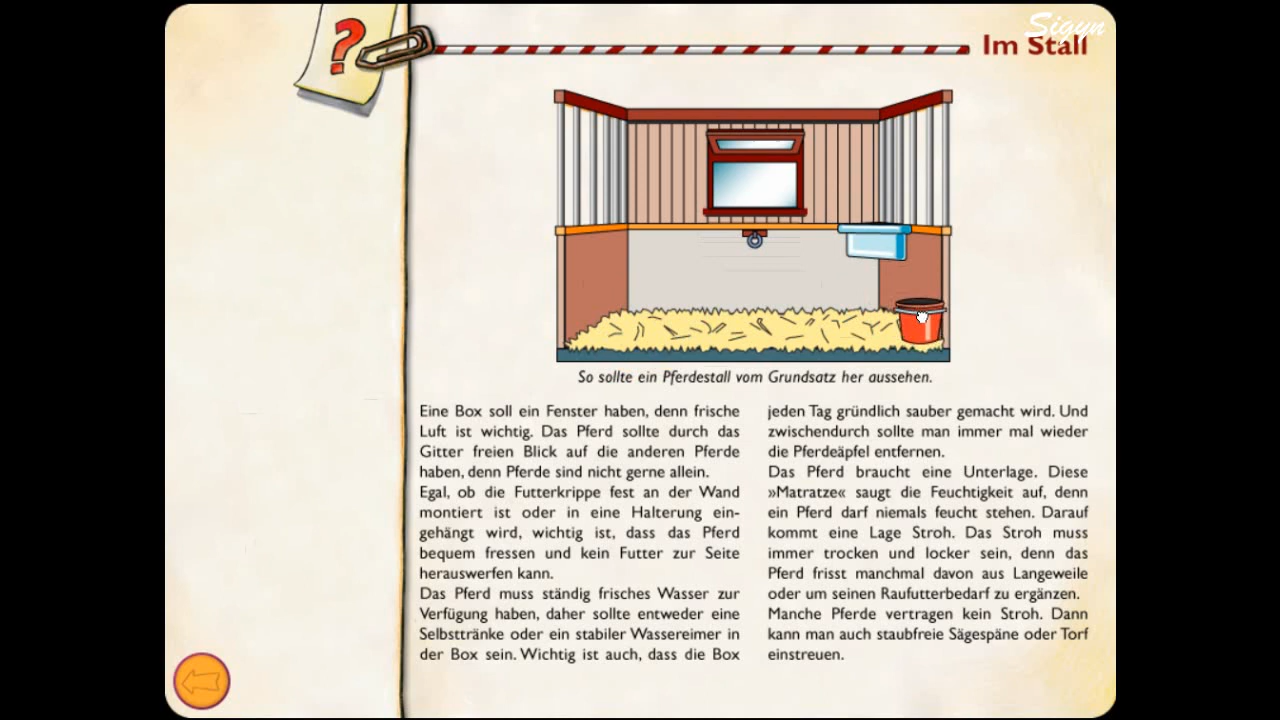 ?
Sigyn
Im Stall
So sollte ein Pferdestall vom Grundsatz her aussehen.
Eine Box soll ein Fenster haben, denn frische
Luft ist wichtig. Das Pferd sollte durch das
Gitter freien Blick auf die anderen Pferde
haben, denn Pferde sind nicht gerne allein.
Egal, ob die Futterkrippe fest an der Wand
montiert ist oder in eine Halterung ein-
gehängt wird, wichtig ist, dass das Pferd
bequem fressen und kein Futter zur Seite
herauswerfen kann.
Das Pferd muss ständig frisches Wasser zur
Verfügung haben, daher sollte entweder eine
Selbsttränke oder ein stabiler Wassereimer in
der Box sein. Wichtig ist auch, dass die Box
jeden Tag gründlich sauber gemacht wird. Und
zwischendurch sollte man immer mal wieder
die Pferdeäpfel entfernen.
Das Pferd braucht eine Unterlage. Diese
»Matratze« saugt die Feuchtigkeit auf, denn
ein Pferd darf niemals feucht stehen. Darauf
kommt eine Lage Stroh. Das Stroh muss
immer trocken und locker sein, denn das
Pferd frisst manchmal davon aus Langeweile
oder um seinen Raufutterbedarf zu ergänzen.
Manche Pferde vertragen kein Stroh. Dann
kann man auch staubfreie Sägespäne oder Torf
einstreuen.